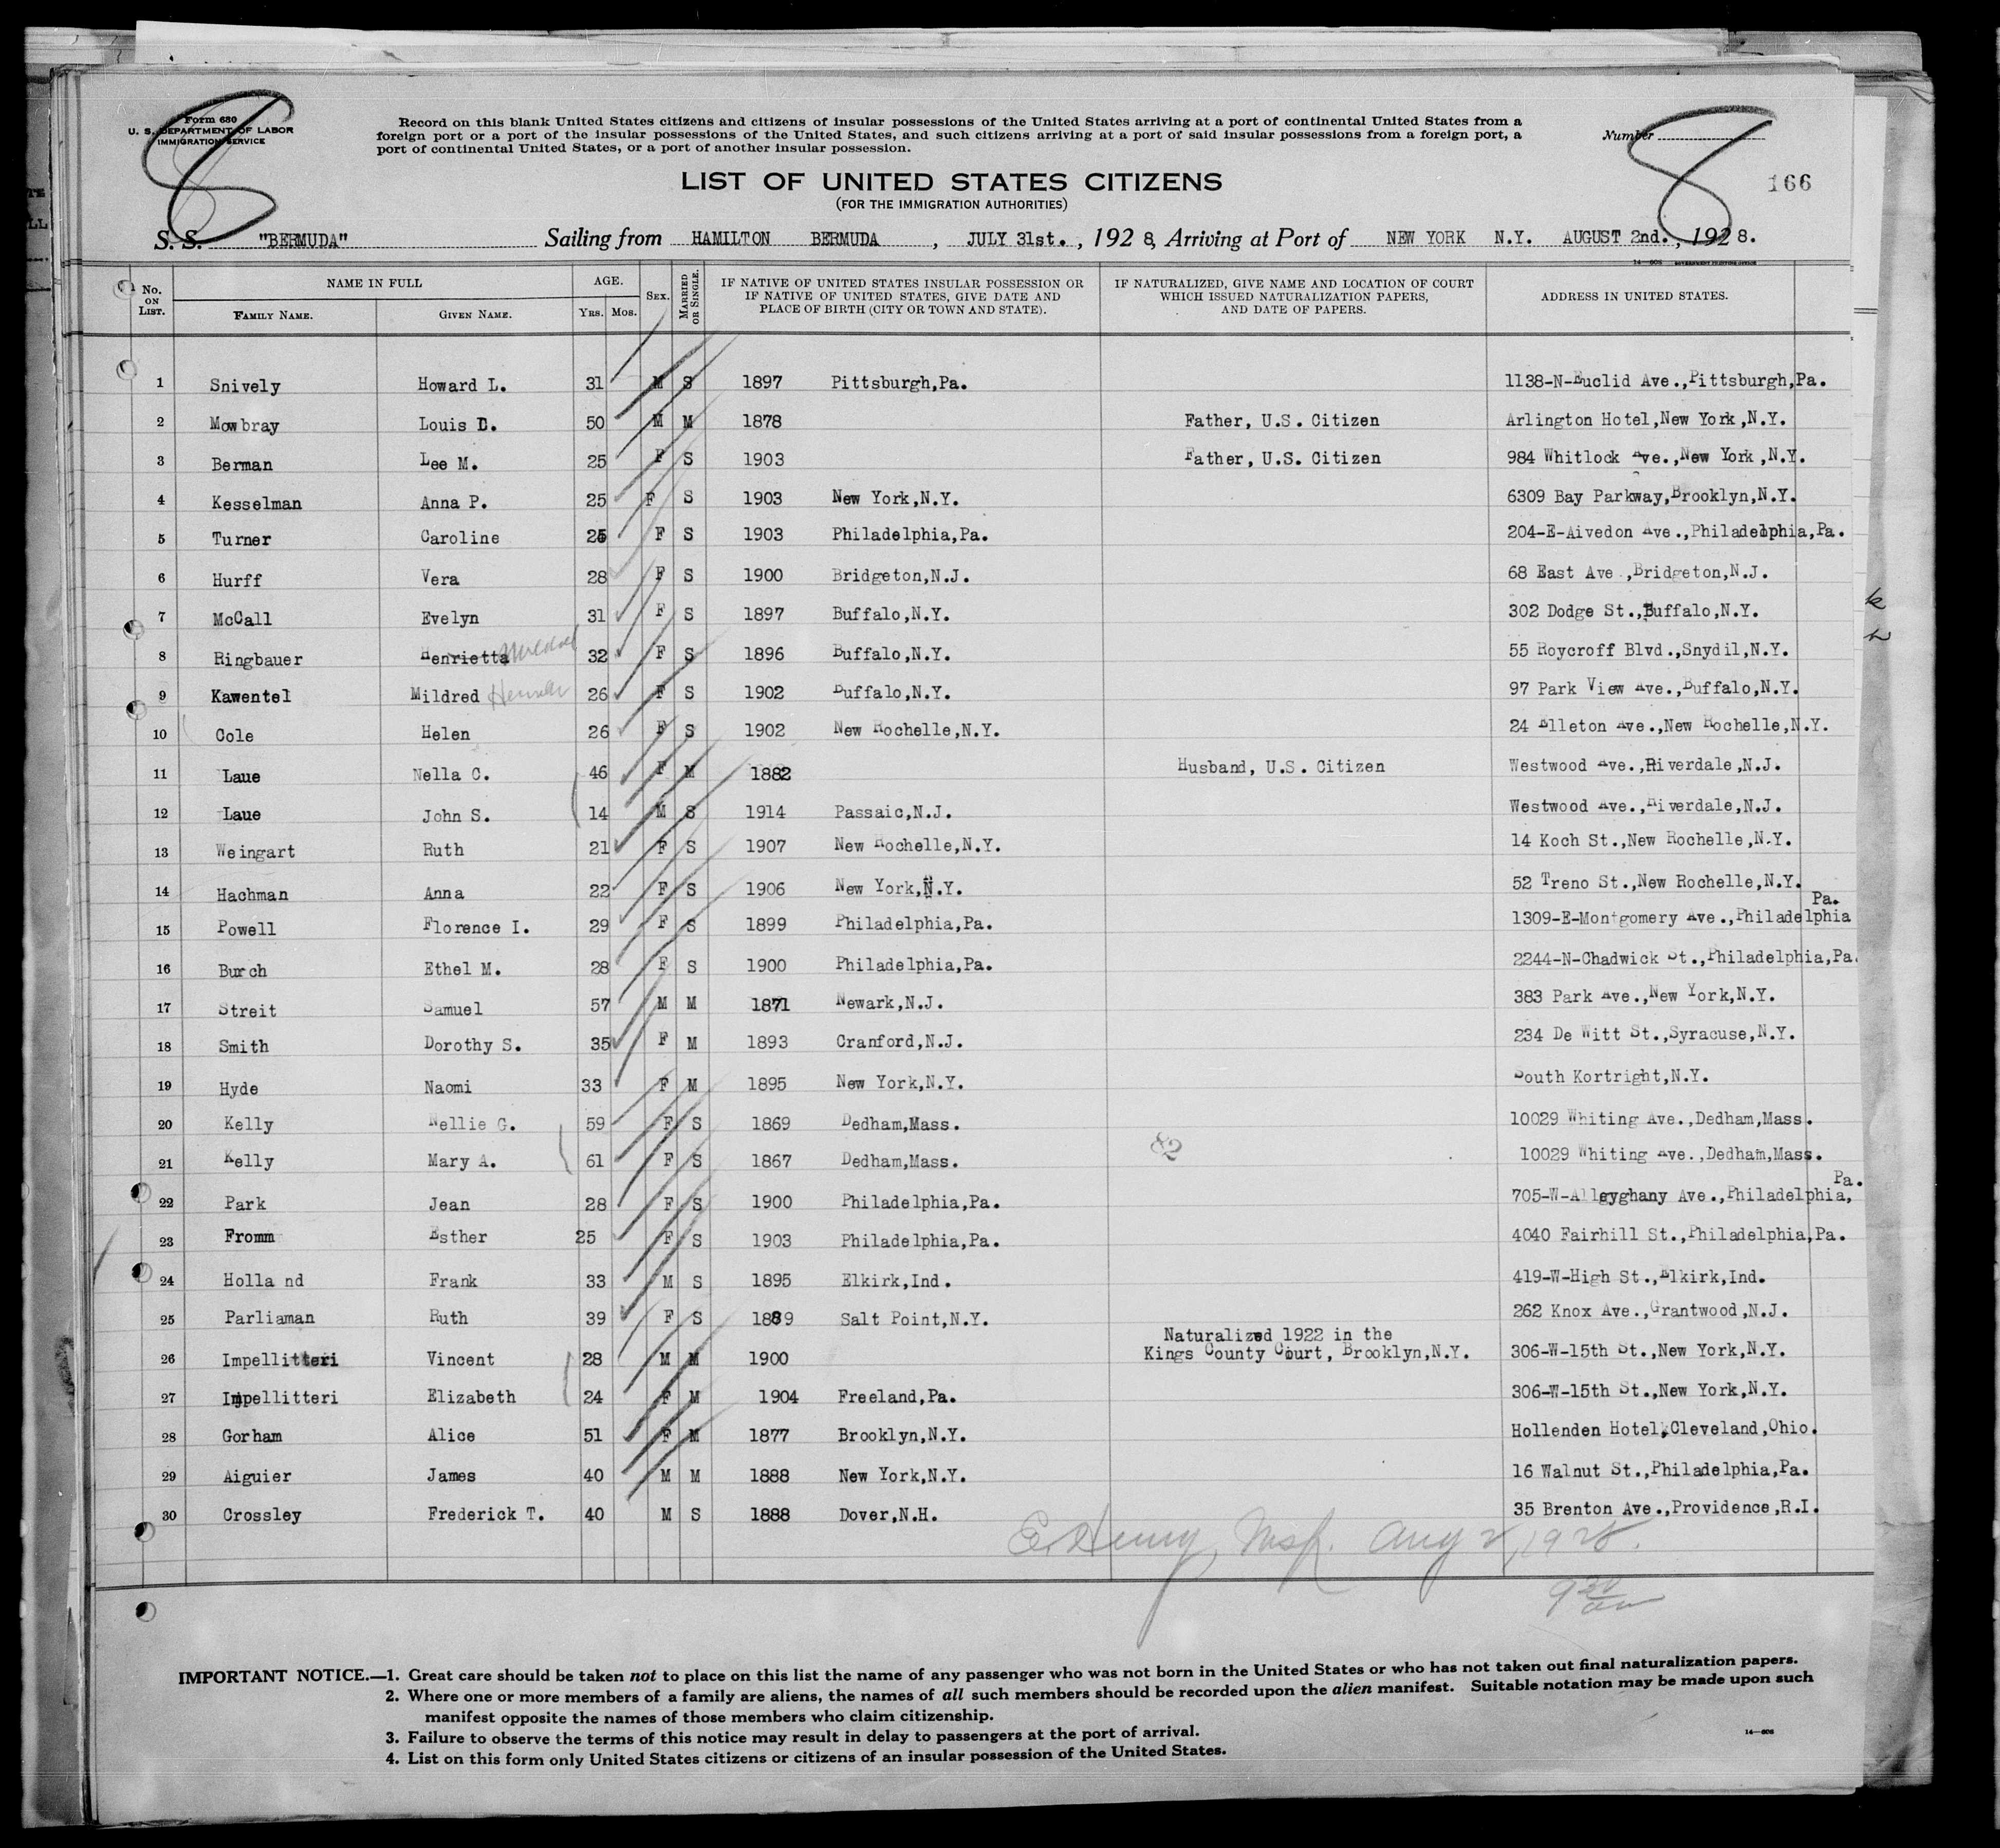 8
Form 680
U. S. DEPARTMENT OF LABOR
IMMIGRATION SERVICE
Record on this blank United States citizens and citizens of insular possessions of the United States arriving at a port of continental United States from a
foreign port or a port of the insular possessions of the United States, and such citizens arriving at a port of said insular possessions from a foreign port, a
port of continental United States, or a port of another insular possession.
Number 8
166
LIST OF UNITED STATES CITIZENS
(FOR THE IMMIGRATION AUTHORITIES)
S. S. "BERMUDA" Sailing from HAMILTON BERMUDA , JULY 31st. , 192 8, Arriving at Port of NEW YORK N.Y. AUGUST 2nd. , 192 8.
14—608 GOVERNMENT PRINTING OFFICE
No. ON LIST. NAME IN FULL FAMILY NAME. GIVEN NAME. AGE. YRS. MOS. SEX. MARRIED OR SINGLE. IF NATIVE OF UNITED STATES INSULAR POSSESSION OR IF NATIVE OF UNITED STATES, GIVE DATE AND PLACE OF BIRTH (CITY OR TOWN AND STATE). IF NATURALIZED, GIVE NAME AND LOCATION OF COURT WHICH ISSUED NATURALIZATION PAPERS, AND DATE OF PAPERS. ADDRESS IN UNITED STATES.
1 Snively Howard L. 31 M S 1897 Pittsburgh,Pa. 1138-N-Euclid Ave.,Pittsburgh,Pa.
2 Mowbray Louis L. 50 M M 1878 Father, U.S. Citizen Arlington Hotel,New York,N.Y.
3 Berman Lee M. 25 F S 1903 Father, U.S. Citizen 984 Whitlock Ave.,New York,N.Y.
4 Kesselman Anna P. 25 F S 1903 New York,N.Y. 6309 Bay Parkway,Brooklyn,N.Y.
5 Turner Caroline 25 F S 1903 Philadelphia,Pa. 204-E-Aivedon Ave.,Philadelphia,Pa.
6 Hurff Vera 28 F S 1900 Bridgeton,N.J. 68 East Ave ,Bridgeton,N.J.
7 McCall Evelyn 31 F S 1897 Buffalo,N.Y. 302 Dodge St.,Buffalo,N.Y.
8 Ringbauer Henrietta Mildred 32 F S 1896 Buffalo,N.Y. 55 Roycroff Blvd.,Snydil,N.Y.
9 Kawentel Mildred 26 F S 1902 Buffalo,N.Y. 97 Park View Ave.,Buffalo,N.Y.
10 Cole Helen 26 F S 1902 New Rochelle,N.Y. 24 Elleton Ave.,New Rochelle,N.Y.
11 Laue Nella C. 46 F M 1882 Husband, U.S. Citizen Westwood Ave.,Riverdale,N.J.
12 Laue John S. 14 M S 1914 Passaic,N.J. Westwood Ave.,Riverdale,N.J.
13 Weingart Ruth 21 F S 1907 New Rochelle,N.Y. 14 Koch St.,New Rochelle,N.Y.
14 Hachman Anna 22 F S 1906 New York,N.Y. 52 Treno St.,New Rochelle,N.Y.
15 Powell Florence I. 29 F S 1899 Philadelphia,Pa. 1309-E-Montgomery Ave.,Philadelphia Pa.
16 Burch Ethel M. 28 F S 1900 Philadelphia,Pa. 2244-N-Chadwick St.,Philadelphia,Pa.
17 Streit Samuel 57 M M 1871 Newark,N.J. 383 Park Ave.,New York,N.Y.
18 Smith Dorothy S. 35 F M 1893 Cranford,N.J. 234 De Witt St.,Syracuse,N.Y.
19 Hyde Naomi 33 F M 1895 New York,N.Y. South Kortright,N.Y.
20 Kelly Nellie G. 59 F S 1869 Dedham,Mass. 10029 Whiting Ave.,Dedham,Mass.
21 Kelly Mary A. 61 F S 1867 Dedham,Mass. 82 10029 Whiting Ave.,Dedham,Mass.
22 Park Jean 28 F S 1900 Philadelphia,Pa. 705-W-Alleyghany Ave.,Philadelphia, Pa.
23 Fromm Esther 25 F S 1903 Philadelphia,Pa. 4040 Fairhill St.,Philadelphia,Pa.
24 Holland Frank 33 M S 1895 Elkirk,Ind. 419-W-High St.,Elkirk,Ind.
25 Parliaman Ruth 39 F S 1889 Salt Point,N.Y. 262 Knox Ave.,Grantwood,N.J.
26 Impellitteri Vincent 28 M M 1900 Naturalized 1922 in the Kings County Court, Brooklyn,N.Y. 306-W-15th St.,New York,N.Y.
27 Impellitteri Elizabeth 24 F M 1904 Freeland,Pa. 306-W-15th St.,New York,N.Y.
28 Gorham Alice 51 F M 1877 Brooklyn,N.Y. Hollenden Hotel,Cleveland,Ohio.
29 Aiguier James 40 M M 1888 New York,N.Y. 16 Walnut St.,Philadelphia,Pa.
30 Crossley Frederick T. 40 M S 1888 Dover,N.H. 35 Brenton Ave.,Providence,R.I.
E. Henry, Insp. Aug 2, 1928.
9 30 am
IMPORTANT NOTICE.—1. Great care should be taken not to place on this list the name of any passenger who was not born in the United States or who has not taken out final naturalization papers.
2. Where one or more members of a family are aliens, the names of all such members should be recorded upon the alien manifest. Suitable notation may be made upon such
manifest opposite the names of those members who claim citizenship.
3. Failure to observe the terms of this notice may result in delay to passengers at the port of arrival.
14—608
4. List on this form only United States citizens or citizens of an insular possession of the United States.